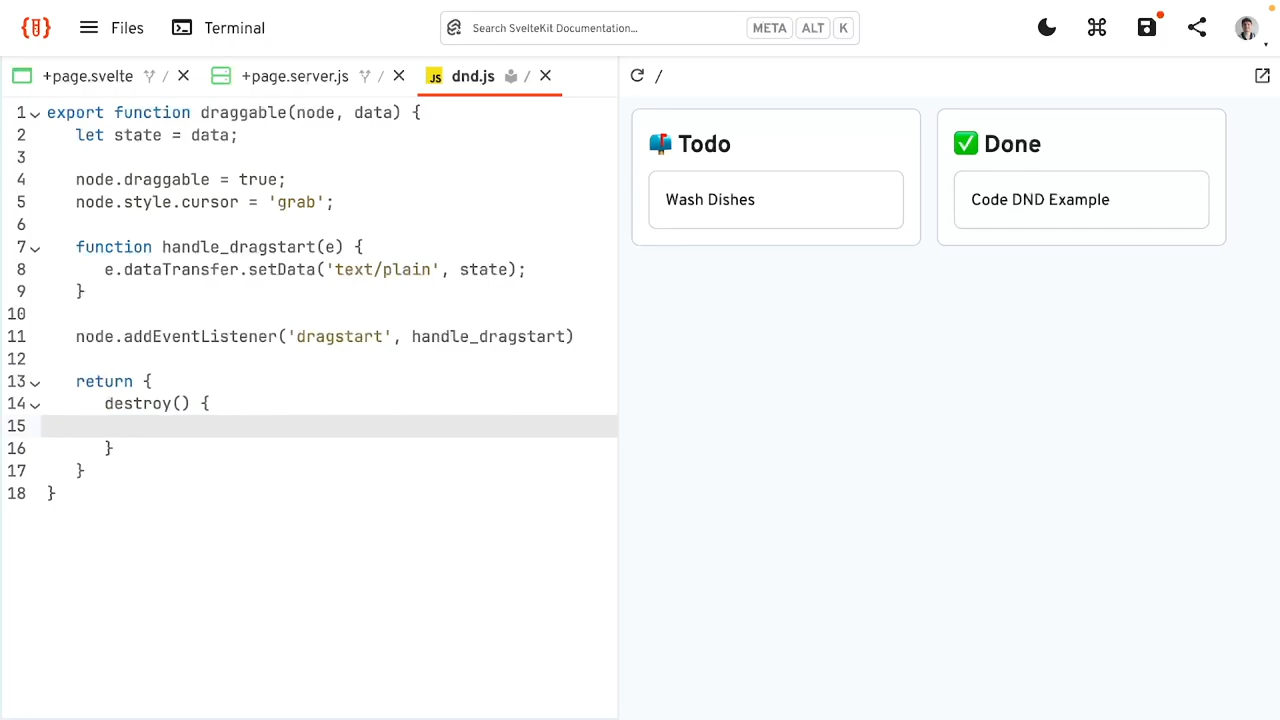 Files
Terminal
Search SvelteKit Documentation...
META
ALT
K
+page.svelte /
+page.server.js /
JS dnd.js /
/
1 export function draggable(node, data) {
2 let state = data;
3
4 node.draggable = true;
5 node.style.cursor = 'grab';
6
7 function handle_dragstart(e) {
8 e.dataTransfer.setData('text/plain', state);
9 }
10
11 node.addEventListener('dragstart', handle_dragstart)
12
13 return {
14 destroy() {
15
16 }
17 }
18 }
Todo
Wash Dishes
Done
Code DND Example